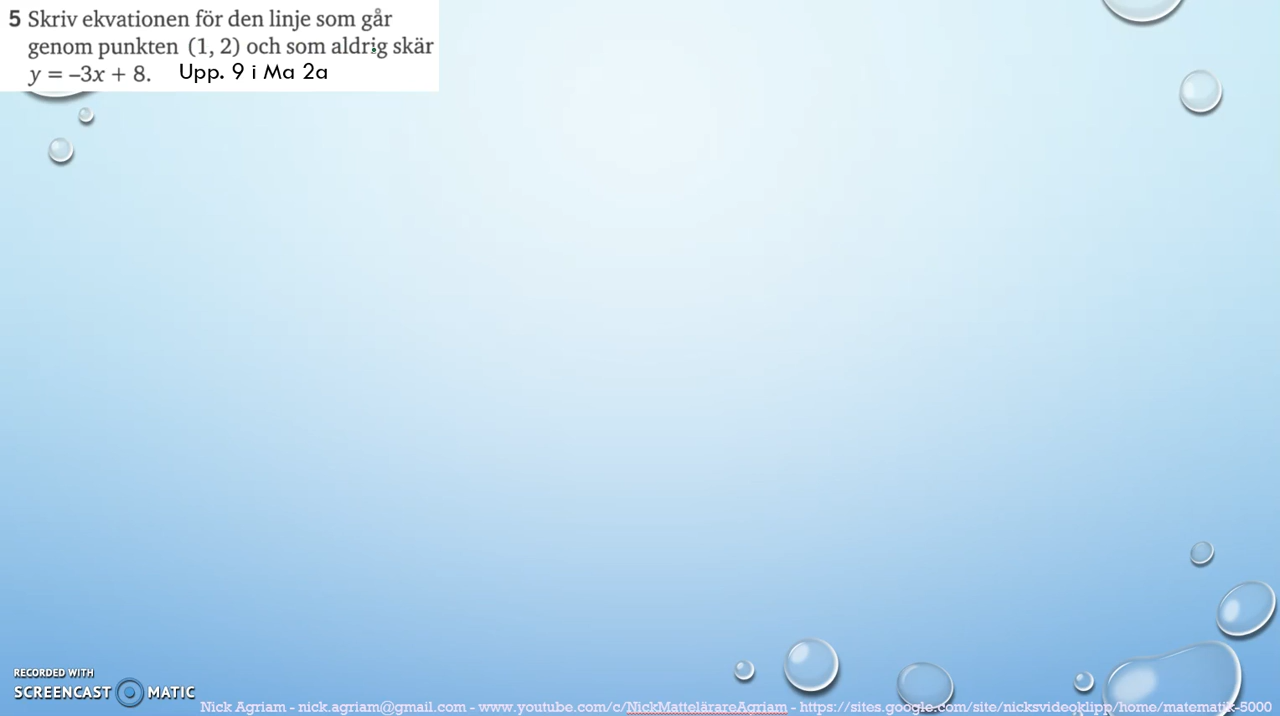 5 Skriv ekvationen för den linje som går
genom punkten (1, 2) och som aldrig skär
y = –3x + 8. Upp. 9 i Ma 2a
RECORDED WITH
SCREENCAST MATIC
Nick Agriam - nick.agriam@gmail.com - www.youtube.com/c/NickMattelärareAgriam - https://sites.google.com/site/nicksvideoklipp/home/matematik-5000